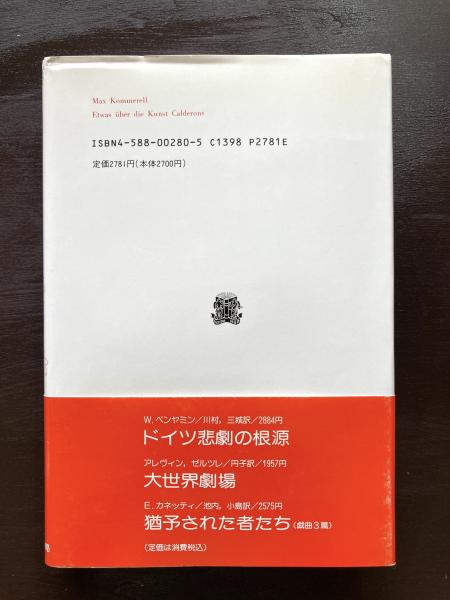 Max Kommerell
Etwas über die Kunst Calderons
ISBN4-588-00280-5 C1398 P2781E
定価2781円(本体2700円)
W. ベンヤミン/川村, 三城訳/2884円
ドイツ悲劇の根源
アレヴィン, ゼルツレ/円子訳/1957円
大世界劇場
E. カネッティ/池内, 小島訳/2575円
猶予された者たち(戯曲3篇)
(定価は消費税込)